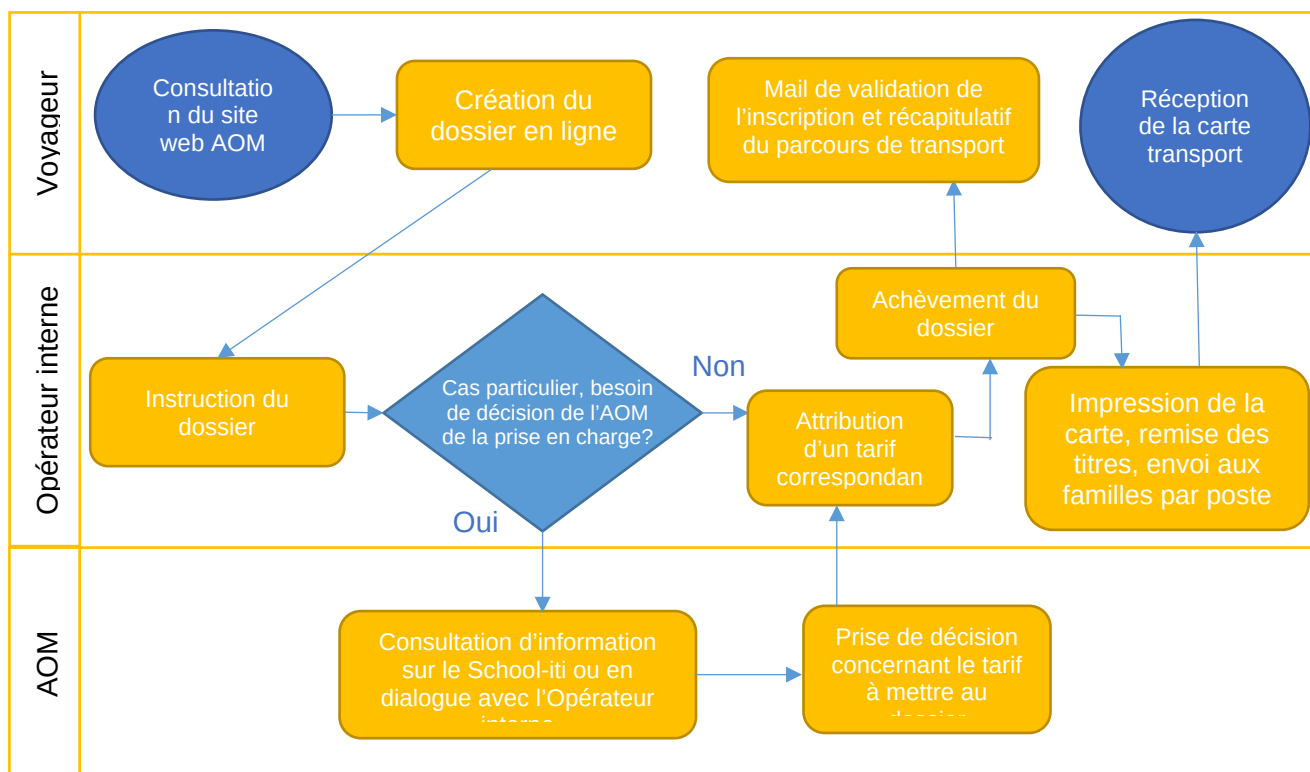 Voyageur
Consultatio
n du site
web AOM
Création du
dossier en ligne
Mail de validation de
l'inscription et récapitulatif
du parcours de transport
Réception
de la carte
transport
Opérateur interne
Instruction du
dossier
Cas particulier, besoin
de décision de l'AOM
de la prise en charge?
Non
Oui
Attribution
d'un tarif
correspondan
Achèvement du
dossier
Impression de la
carte, remise des
titres, envoi aux
familles par poste
AOM
Consultation d'information
sur le School-iti ou en
dialogue avec l'Opérateur
interne
Prise de décision
concernant le tarif
à mettre au
dossier